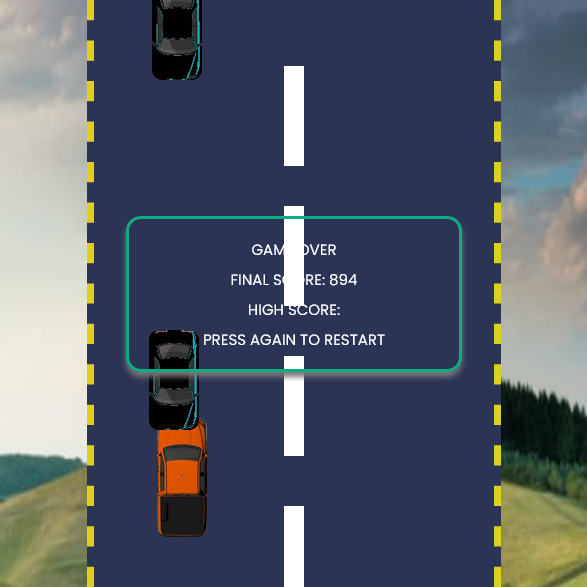 GAME OVER
FINAL SCORE: 894
HIGH SCORE:
PRESS AGAIN TO RESTART